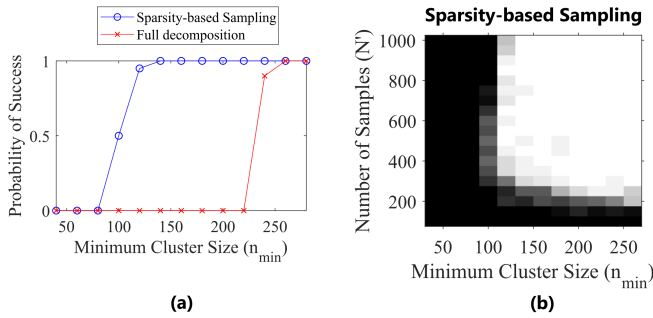 Sparsity-based Sampling
Full decomposition
Probability of Success
1
0.5
0
50
100
150
200
250
Minimum Cluster Size (n_min)
(a)
Sparsity-based Sampling
Number of Samples (N')
1000
800
600
400
200
50
100
150
200
250
Minimum Cluster Size (n_min)
(b)